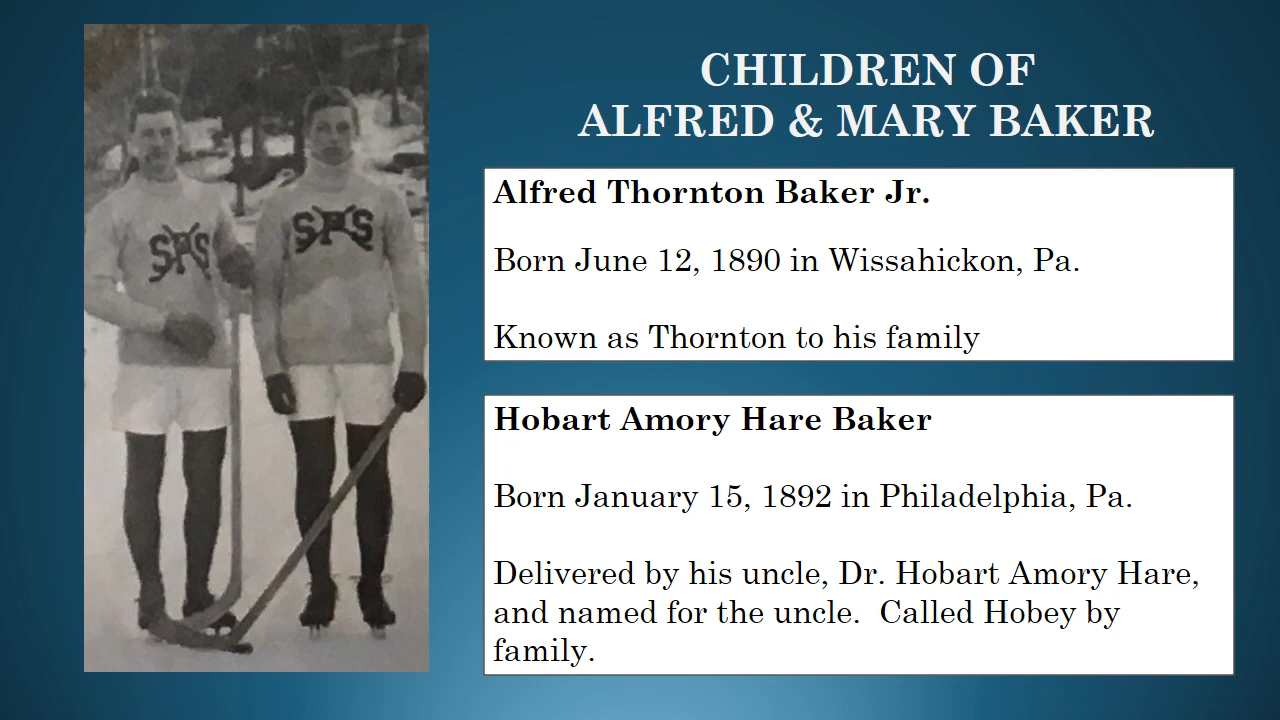 CHILDREN OF
ALFRED & MARY BAKER
SPS
SPS
Alfred Thornton Baker Jr.
Born June 12, 1890 in Wissahickon, Pa.
Known as Thornton to his family
Hobart Amory Hare Baker
Born January 15, 1892 in Philadelphia, Pa.
Delivered by his uncle, Dr. Hobart Amory Hare,
and named for the uncle.  Called Hobey by
family.